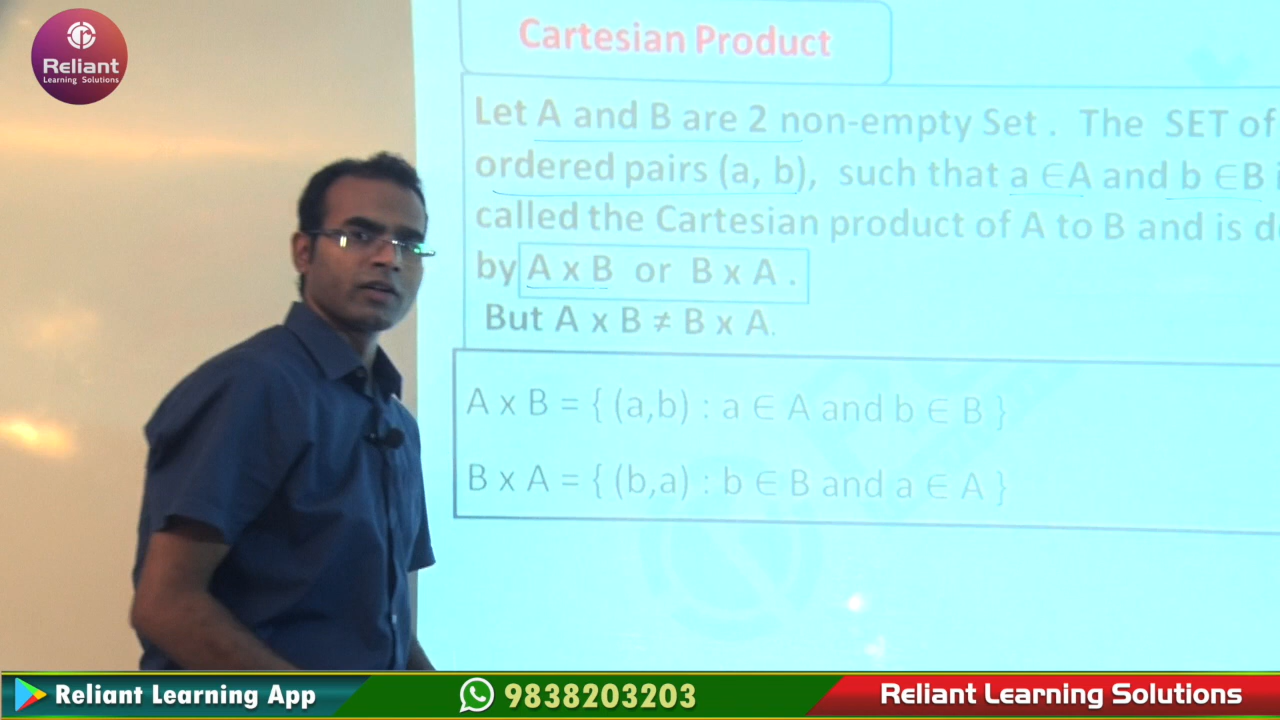 Reliant
Learning Solutions
Cartesian Product
Let A and B are 2 non-empty Set . The SET of
ordered pairs (a, b), such that a ∈A and b ∈B
called the Cartesian product of A to B and is
by A x B or B x A .
But A x B ≠ B x A.
A x B = { (a,b) : a ∈ A and b ∈ B }
B x A = { (b,a) : b ∈ B and a ∈ A }
Reliant Learning App
9838203203
Reliant Learning Solutions